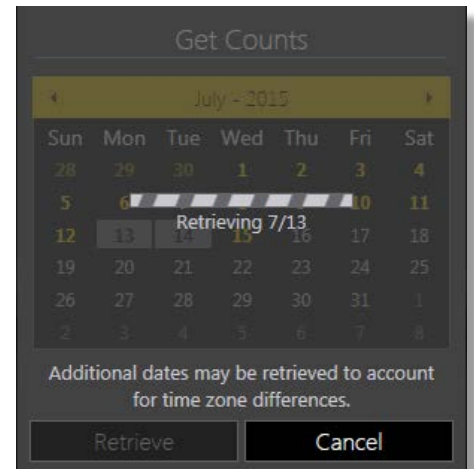 Get Counts
July - 2015
Sun Mon Tue Wed Thu Fri Sat
28 29 30 1 2 3 4
5 6 10 11
Retrieving 7/13
12 13 14 15 16 17 18
19 20 21 22 23 24 25
26 27 28 29 30 31 1
2 3 4 5 6 7 8
Additional dates may be retrieved to account
for time zone differences.
Retrieve Cancel